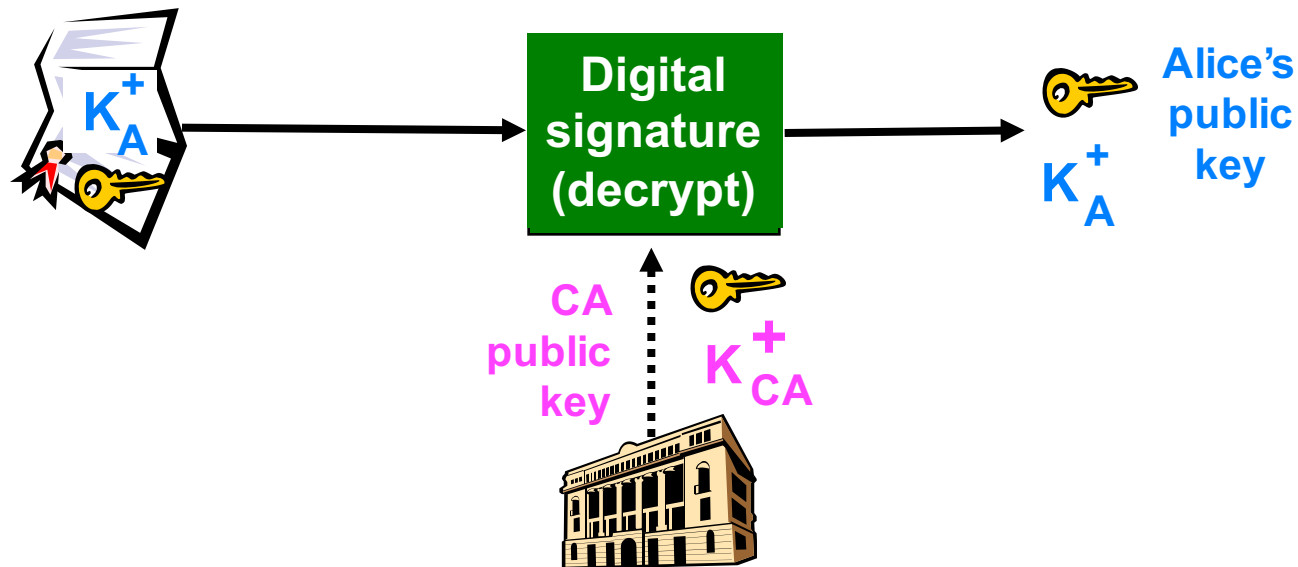 K+A
Digital
signature
(decrypt)
Alice’s
public
key
K+A
CA
public
key
K+CA